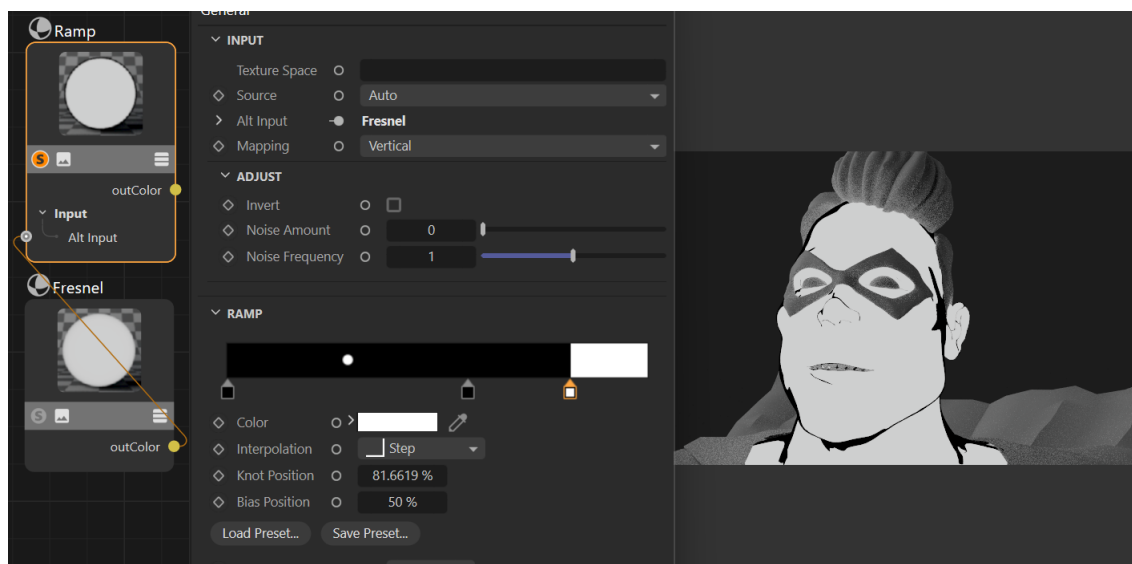 Ramp
outColor
Input
Alt Input
Fresnel
outColor
General
INPUT
Texture Space
Source Auto
Alt Input Fresnel
Mapping Vertical
ADJUST
Invert
Noise Amount 0
Noise Frequency 1
RAMP
Color
Interpolation Step
Knot Position 81.6619 %
Bias Position 50 %
Load Preset... Save Preset...